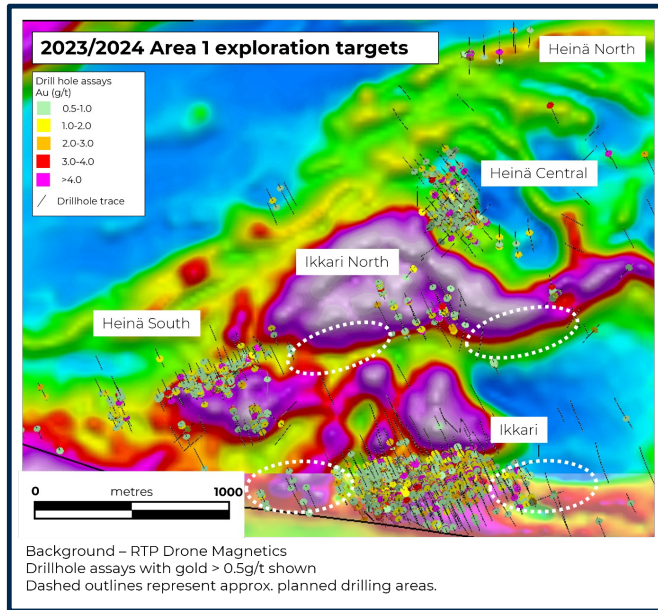 2023/2024 Area 1 exploration targets
Heinä North
Drill hole assays
Au (g/t)
0.5-1.0
1.0-2.0
2.0-3.0
3.0-4.0
>4.0
Drillhole trace
Heinä Central
Ikkari North
Heinä South
Ikkari
0 metres 1000
Background – RTP Drone Magnetics
Drillhole assays with gold > 0.5g/t shown
Dashed outlines represent approx. planned drilling areas.